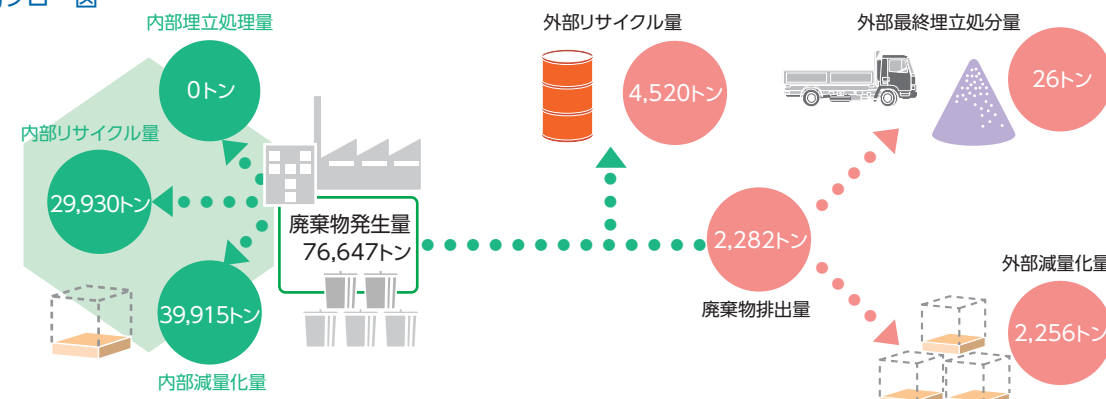 フロー図
内部埋立処理量
0トン
内部リサイクル量
29,930トン
39,915トン
内部減量化量
廃棄物発生量
76,647トン
外部リサイクル量
4,520トン
2,282トン
廃棄物排出量
外部最終埋立処分量
26トン
外部減量化量
2,256トン